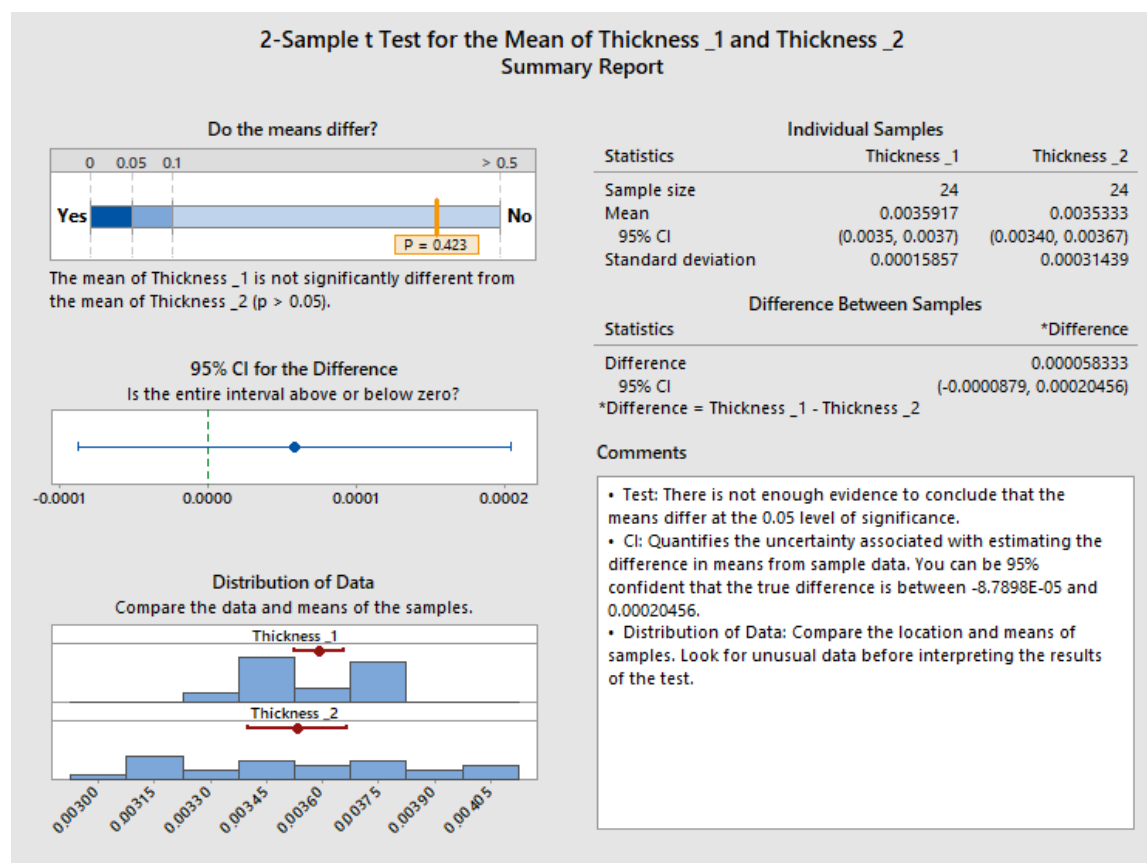 2-Sample t Test for the Mean of Thickness _1 and Thickness _2
Summary Report
Do the means differ?
0 0.05 0.1 > 0.5
Yes No
P = 0.423
The mean of Thickness _1 is not significantly different from
the mean of Thickness _2 (p > 0.05).
95% CI for the Difference
Is the entire interval above or below zero?
-0.0001 0.0000 0.0001 0.0002
Distribution of Data
Compare the data and means of the samples.
Thickness _1
Thickness _2
0.00300 0.00315 0.00330 0.00345 0.00360 0.00375 0.00390 0.00405
Individual Samples
Statistics Thickness _1 Thickness _2
Sample size 24 24
Mean 0.0035917 0.0035333
95% CI (0.0035, 0.0037) (0.00340, 0.00367)
Standard deviation 0.00015857 0.00031439
Difference Between Samples
Statistics *Difference
Difference 0.000058333
95% CI (-0.0000879, 0.00020456)
*Difference = Thickness _1 - Thickness _2
Comments
• Test: There is not enough evidence to conclude that the
means differ at the 0.05 level of significance.
• CI: Quantifies the uncertainty associated with estimating the
difference in means from sample data. You can be 95%
confident that the true difference is between -8.7898E-05 and
0.00020456.
• Distribution of Data: Compare the location and means of
samples. Look for unusual data before interpreting the results
of the test.